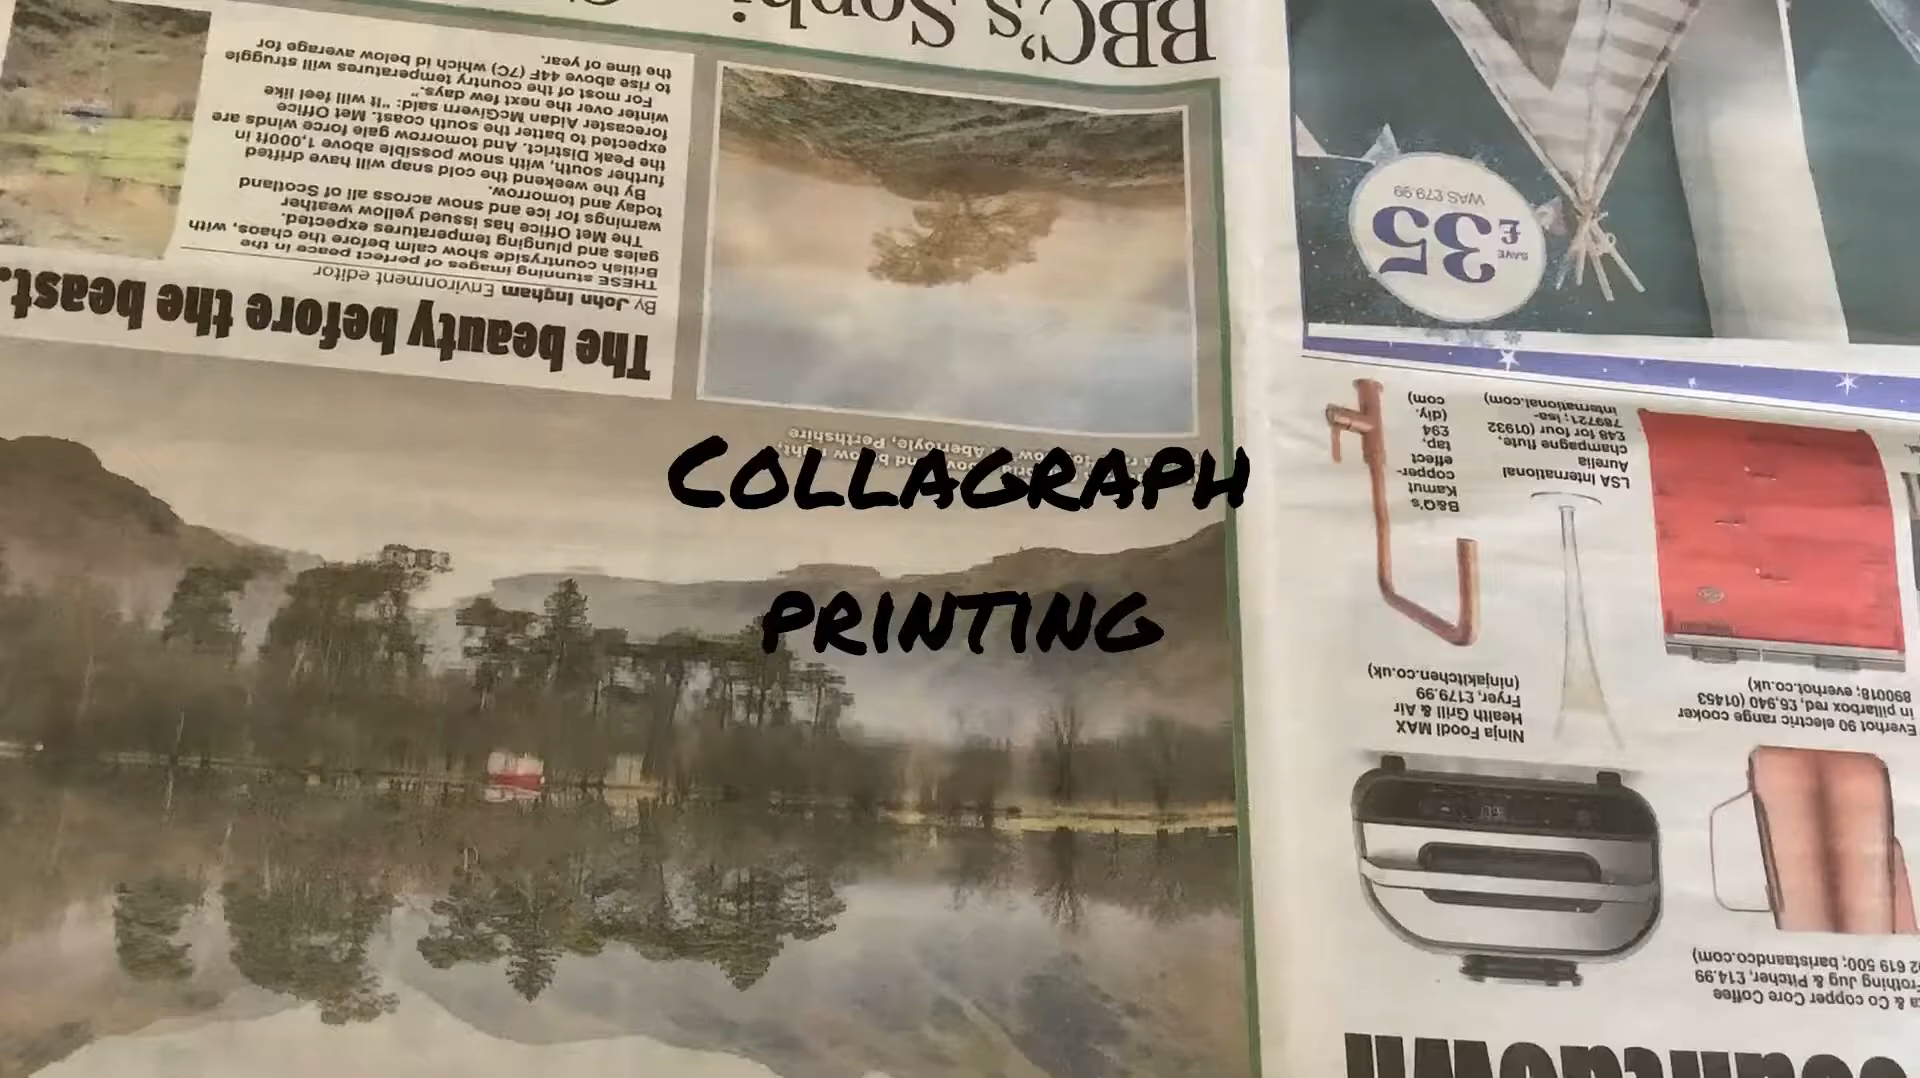 COLLAGRAPH
PRINTING
BBC's
The beauty before the beast.
By John Ingham Environment editor
THESE stunning images of perfect peace in the
British countryside show calm before the chaos, with
gales and plunging temperatures expected.
The Met Office has issued yellow weather
warnings for ice and snow across all of Scotland
today and tomorrow.
By the weekend the cold snap will have drifted
further south, with snow possible above 1,000ft in
the Peak District. And tomorrow gale force winds are
expected to batter the south coast. Met Office
forecaster Aidan McGivern said: "It will feel like
winter over the next few days."
For most of the country temperatures will struggle
to rise above 44F (7C) which id below average for
the time of year.
Aberfoyle, Perthshire
SAVE
£35
WAS £79.99
LSA International
Aurelia
champagne flute,
£48 for four (01932
789721; lsa-
international.com)
B&Q's
Kamut
copper-
effect
tap,
£94
(diy.
com)
Everhot 90 electric range cooker
in pillarbox red, £6,940 (01453
890018; everhot.co.uk)
Ninja Foodi MAX
Health Grill & Air
Fryer, £179.99
(ninjakitchen.co.uk)
& Co copper Core Coffee
Frothing Jug & Pitcher, £14.99
619 500; baristaandco.com)